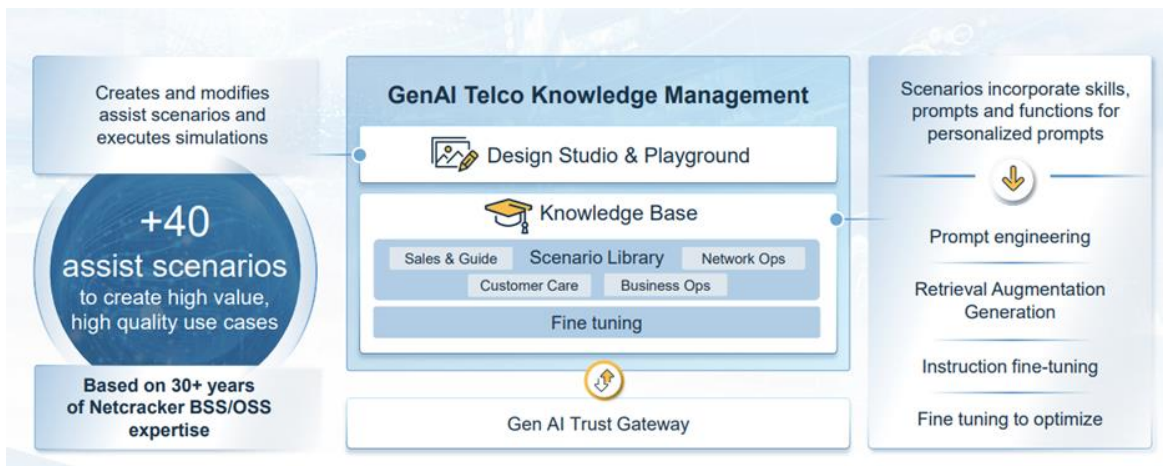 Creates and modifies
assist scenarios and
executes simulations
+40
assist scenarios
to create high value,
high quality use cases
Based on 30+ years
of Netcracker BSS/OSS
expertise
GenAI Telco Knowledge Management
Design Studio & Playground
Knowledge Base
Sales & Guide
Scenario Library
Network Ops
Customer Care
Business Ops
Fine tuning
Gen AI Trust Gateway
Scenarios incorporate skills,
prompts and functions for
personalized prompts
Prompt engineering
Retrieval Augmentation
Generation
Instruction fine-tuning
Fine tuning to optimize